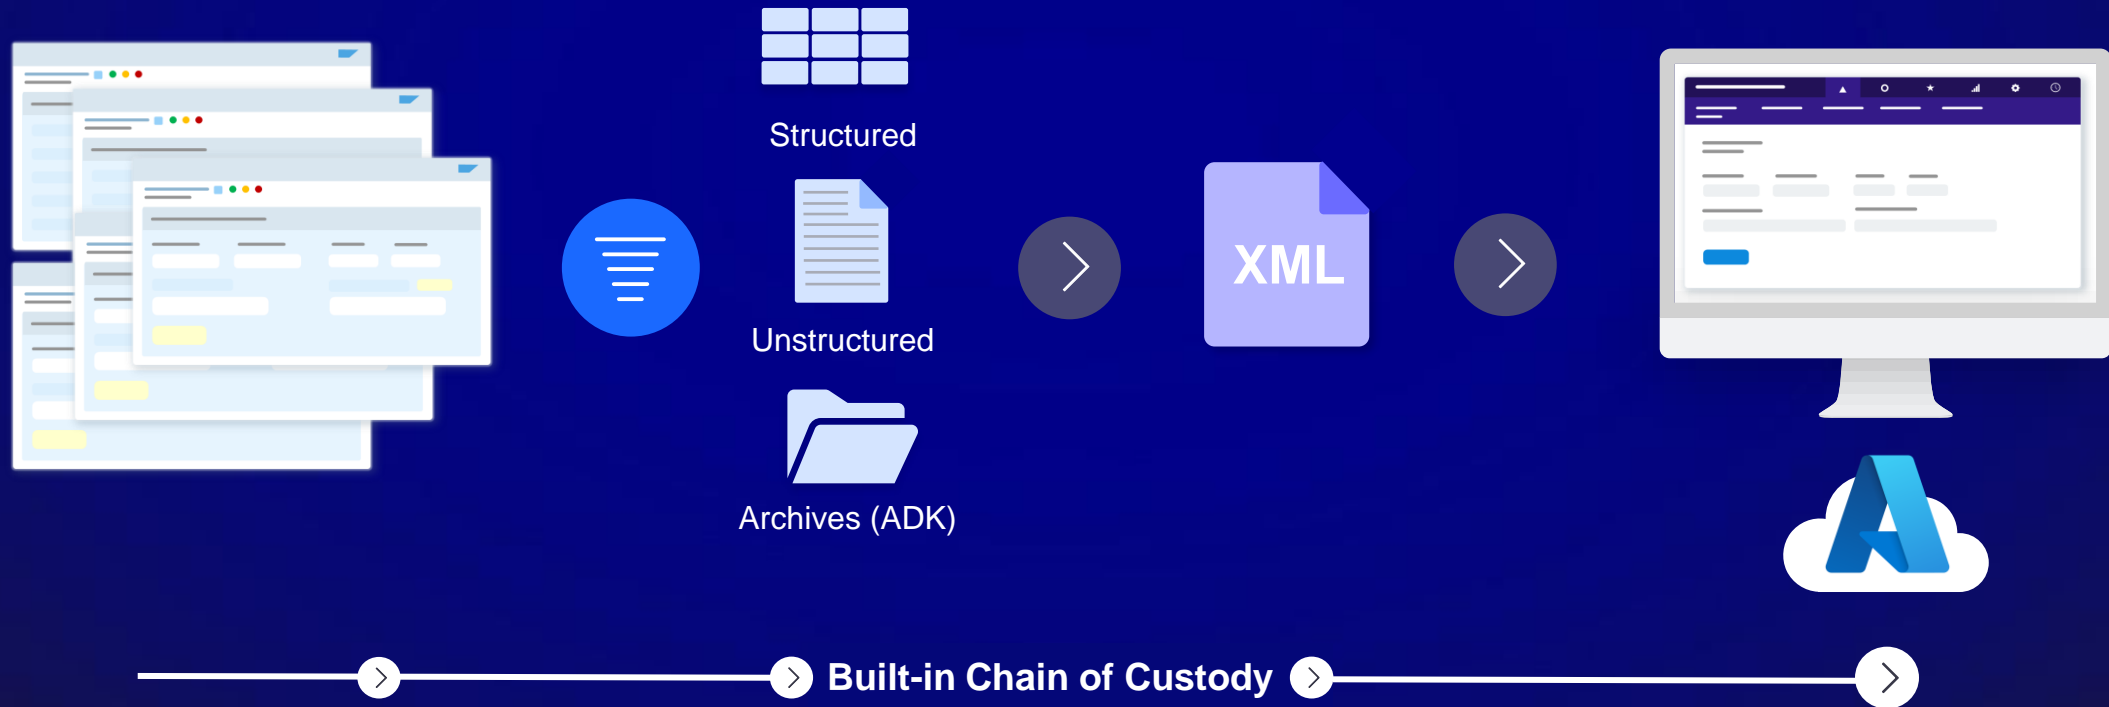 Structured
Unstructured
Archives (ADK)
XML
Built-in Chain of Custody